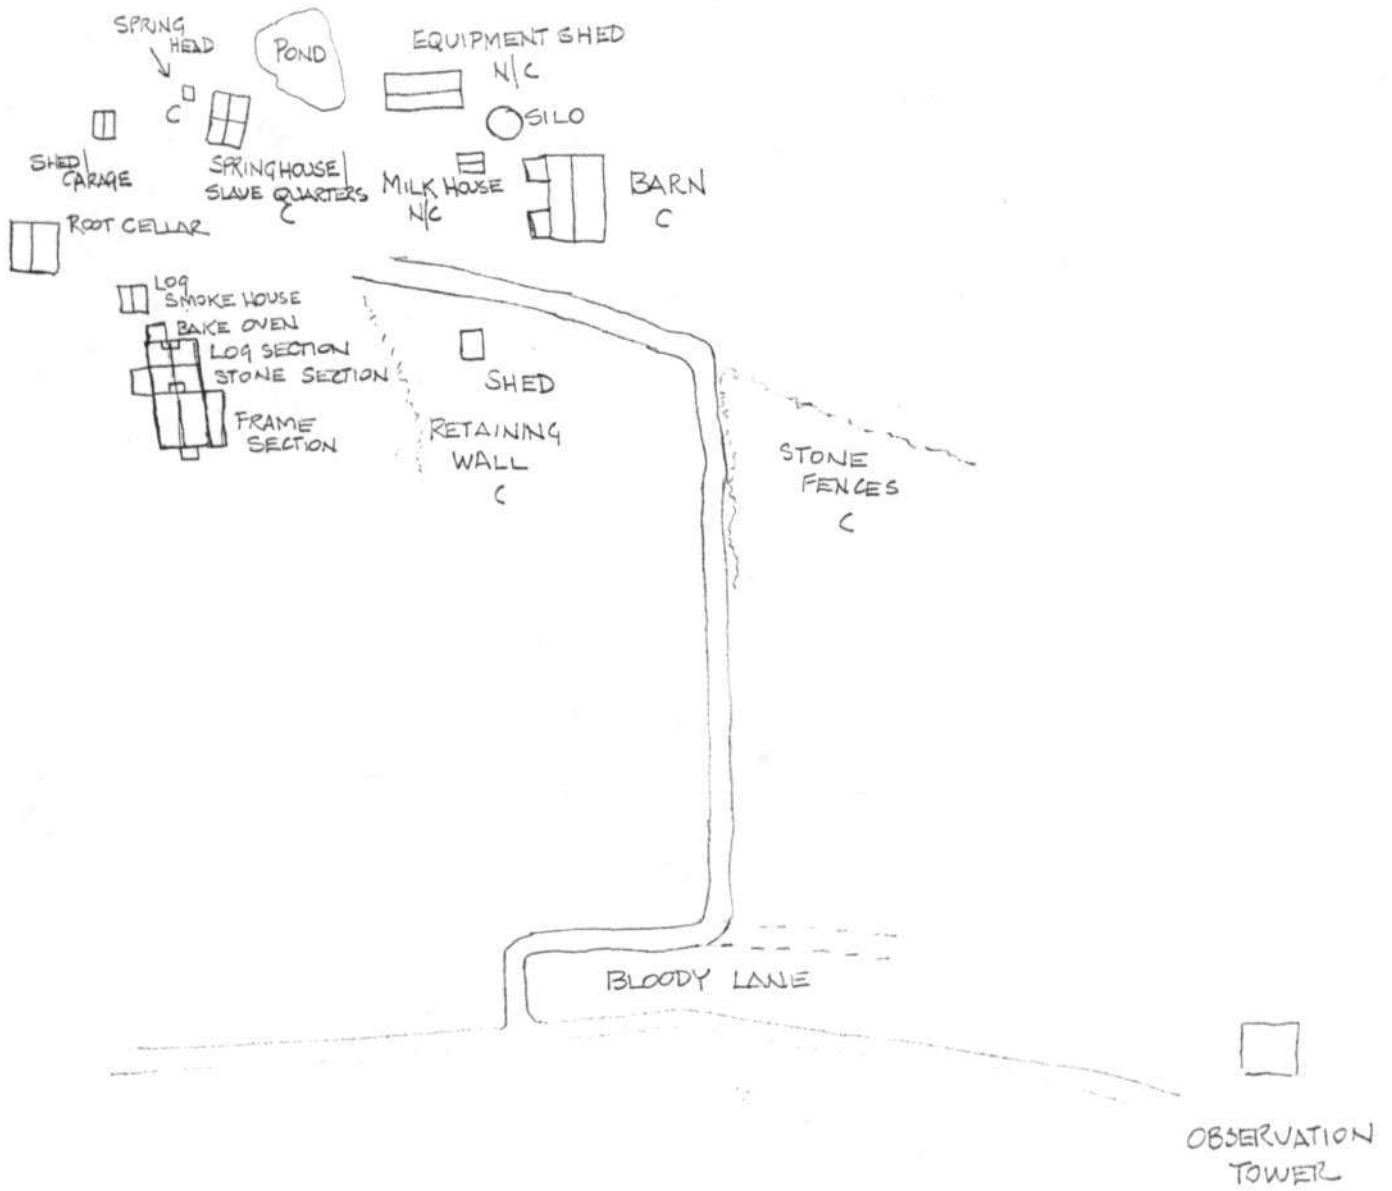 SPRING
HEAD
POND
EQUIPMENT SHED
N/C
C
SILO
SHED/
GARAGE
SPRINGHOUSE/
SLAVE QUARTERS
C
MILK HOUSE
N/C
BARN
C
ROOT CELLAR
LOG
SMOKE HOUSE
BAKE OVEN
LOG SECTION
STONE SECTION
SHED
FRAME
SECTION
RETAINING
WALL
C
STONE
FENCES
C
BLOODY LANE
OBSERVATION
TOWER